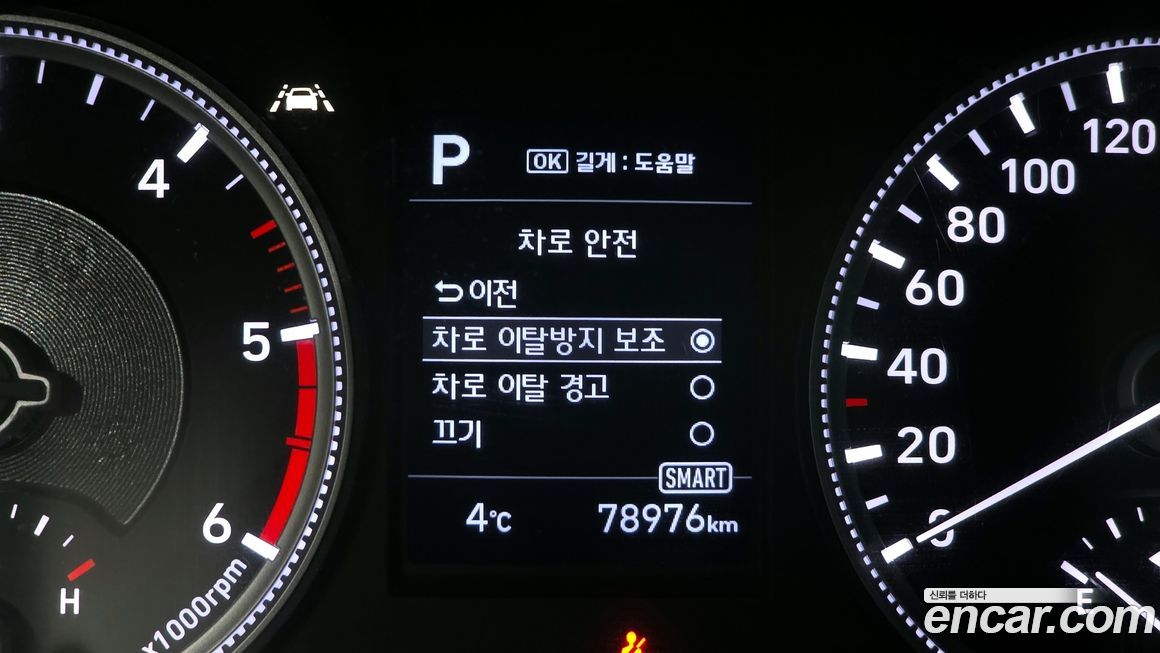 4
5
6
x1000rpm
H
P
OK 길게 : 도움말
차로 안전
이전
차로 이탈방지 보조
차로 이탈 경고
끄기
SMART
4℃
78976km
120
100
80
60
40
20
0
E
신뢰를 더하다
encar.com